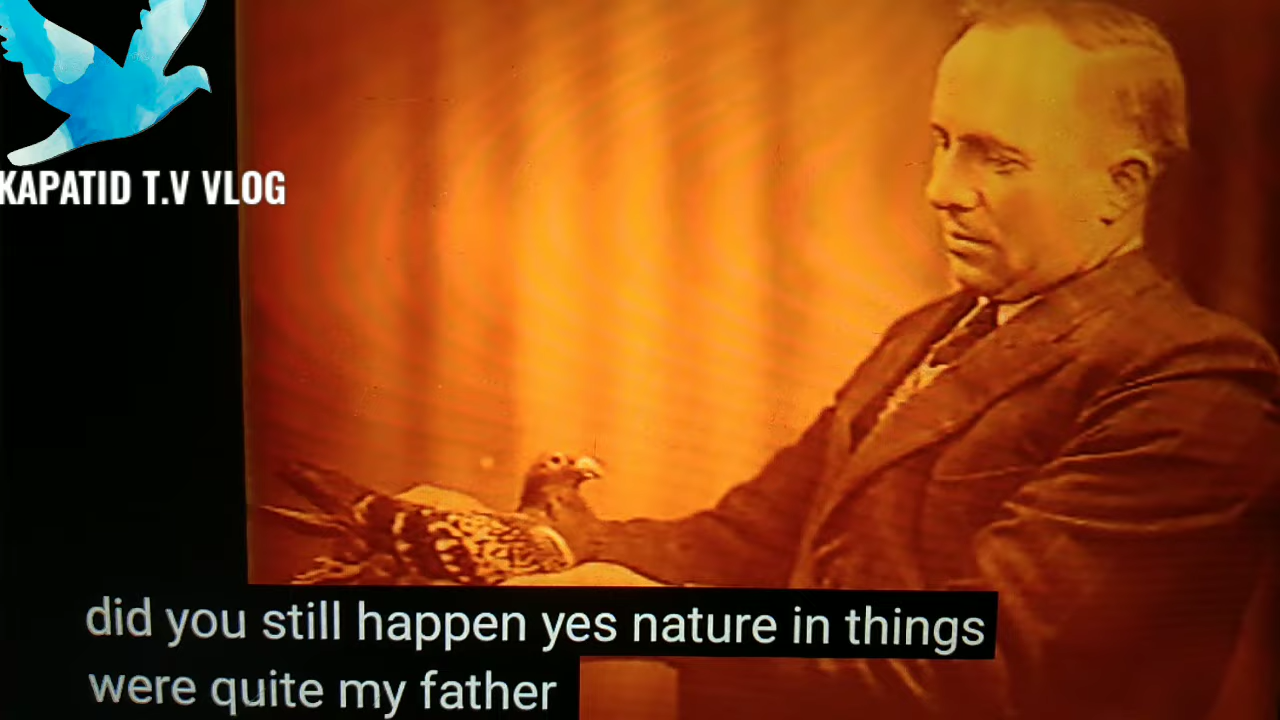 KAPATID T.V VLOG
did you still happen yes nature in things
were quite my father